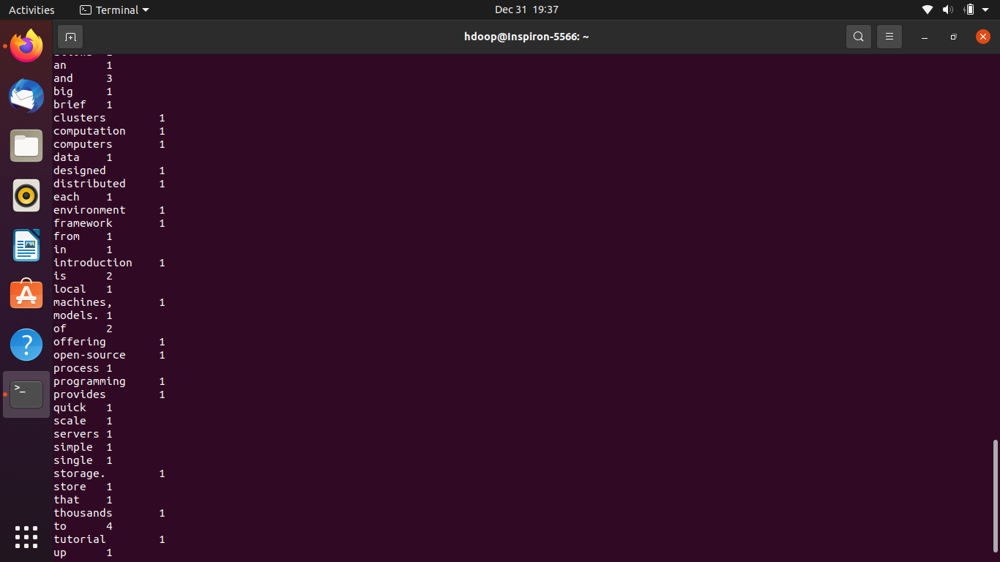 Activities Terminal Dec 31 19:37
hdoop@Inspiron-5566: ~
an 1
and 3
big 1
brief 1
clusters 1
computation 1
computers 1
data 1
designed 1
distributed 1
each 1
environment 1
framework 1
from 1
in 1
introduction 1
is 2
local 1
machines, 1
models. 1
of 2
offering 1
open-source 1
process 1
programming 1
provides 1
quick 1
scale 1
servers 1
simple 1
single 1
storage. 1
store 1
that 1
thousands 1
to 4
tutorial 1
up 1